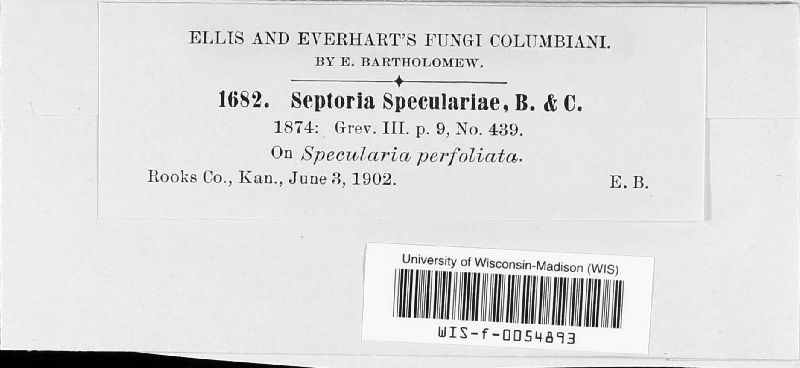 ELLIS AND EVERHART'S FUNGI COLUMBIANI.
BY E. BARTHOLOMEW.
1682. Septoria Speculariae, B. & C.
1874: Grev. III. p. 9, No. 439.
On Specularia perfoliata.
Rooks Co., Kan., June 3, 1902. E. B.
University of Wisconsin-Madison (WIS)
WIS-f-0054893